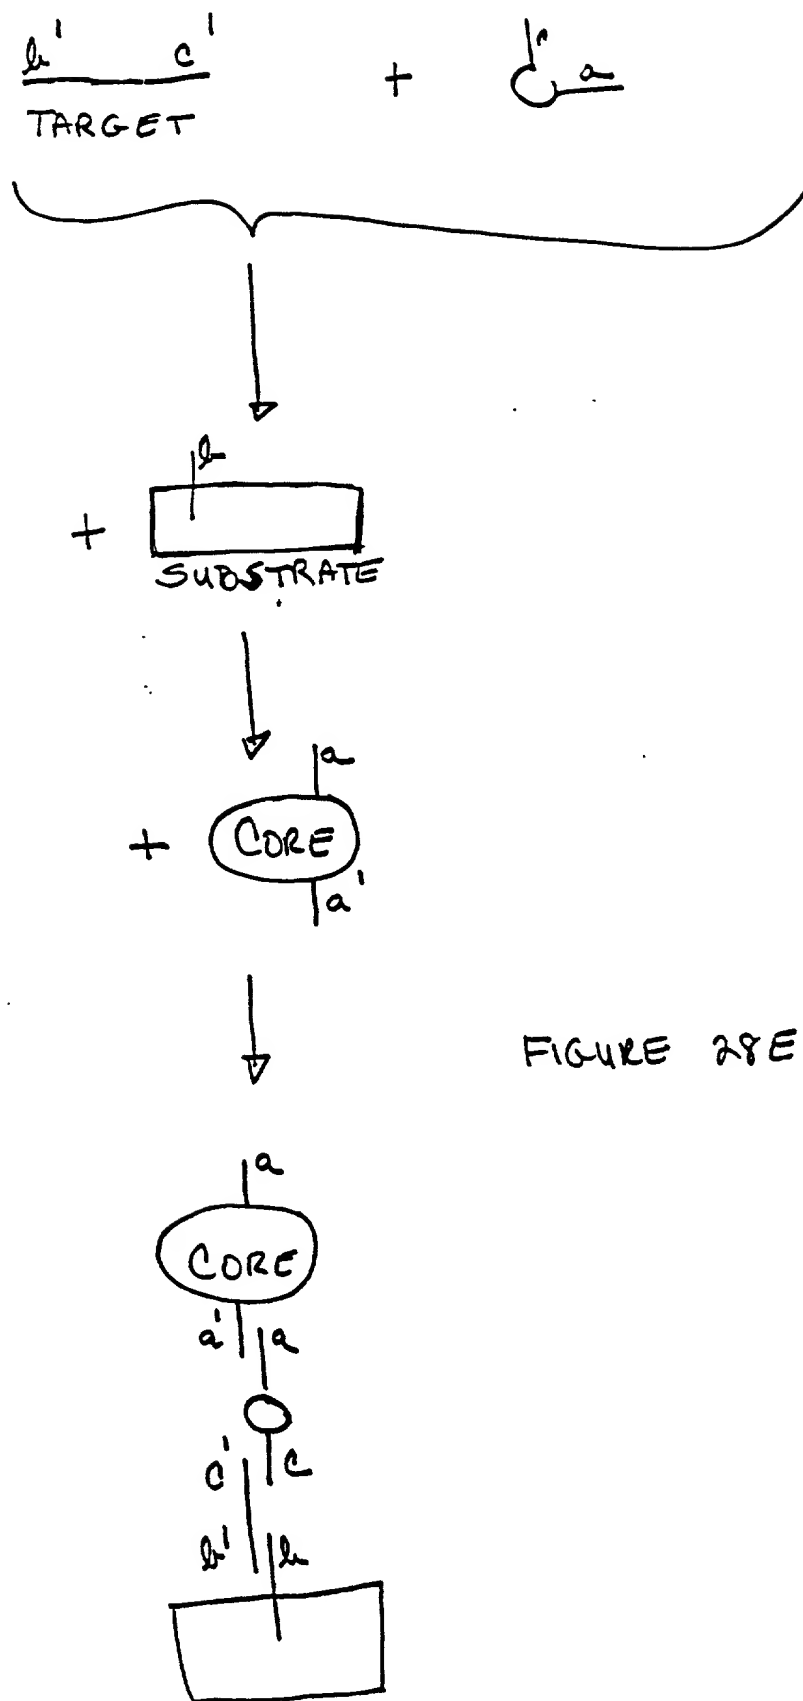 b' c' + c a
TARGET
b
+
SUBSTRATE
a
+ CORE
a'
FIGURE 28E
a
CORE
a' a
c' c
b' b